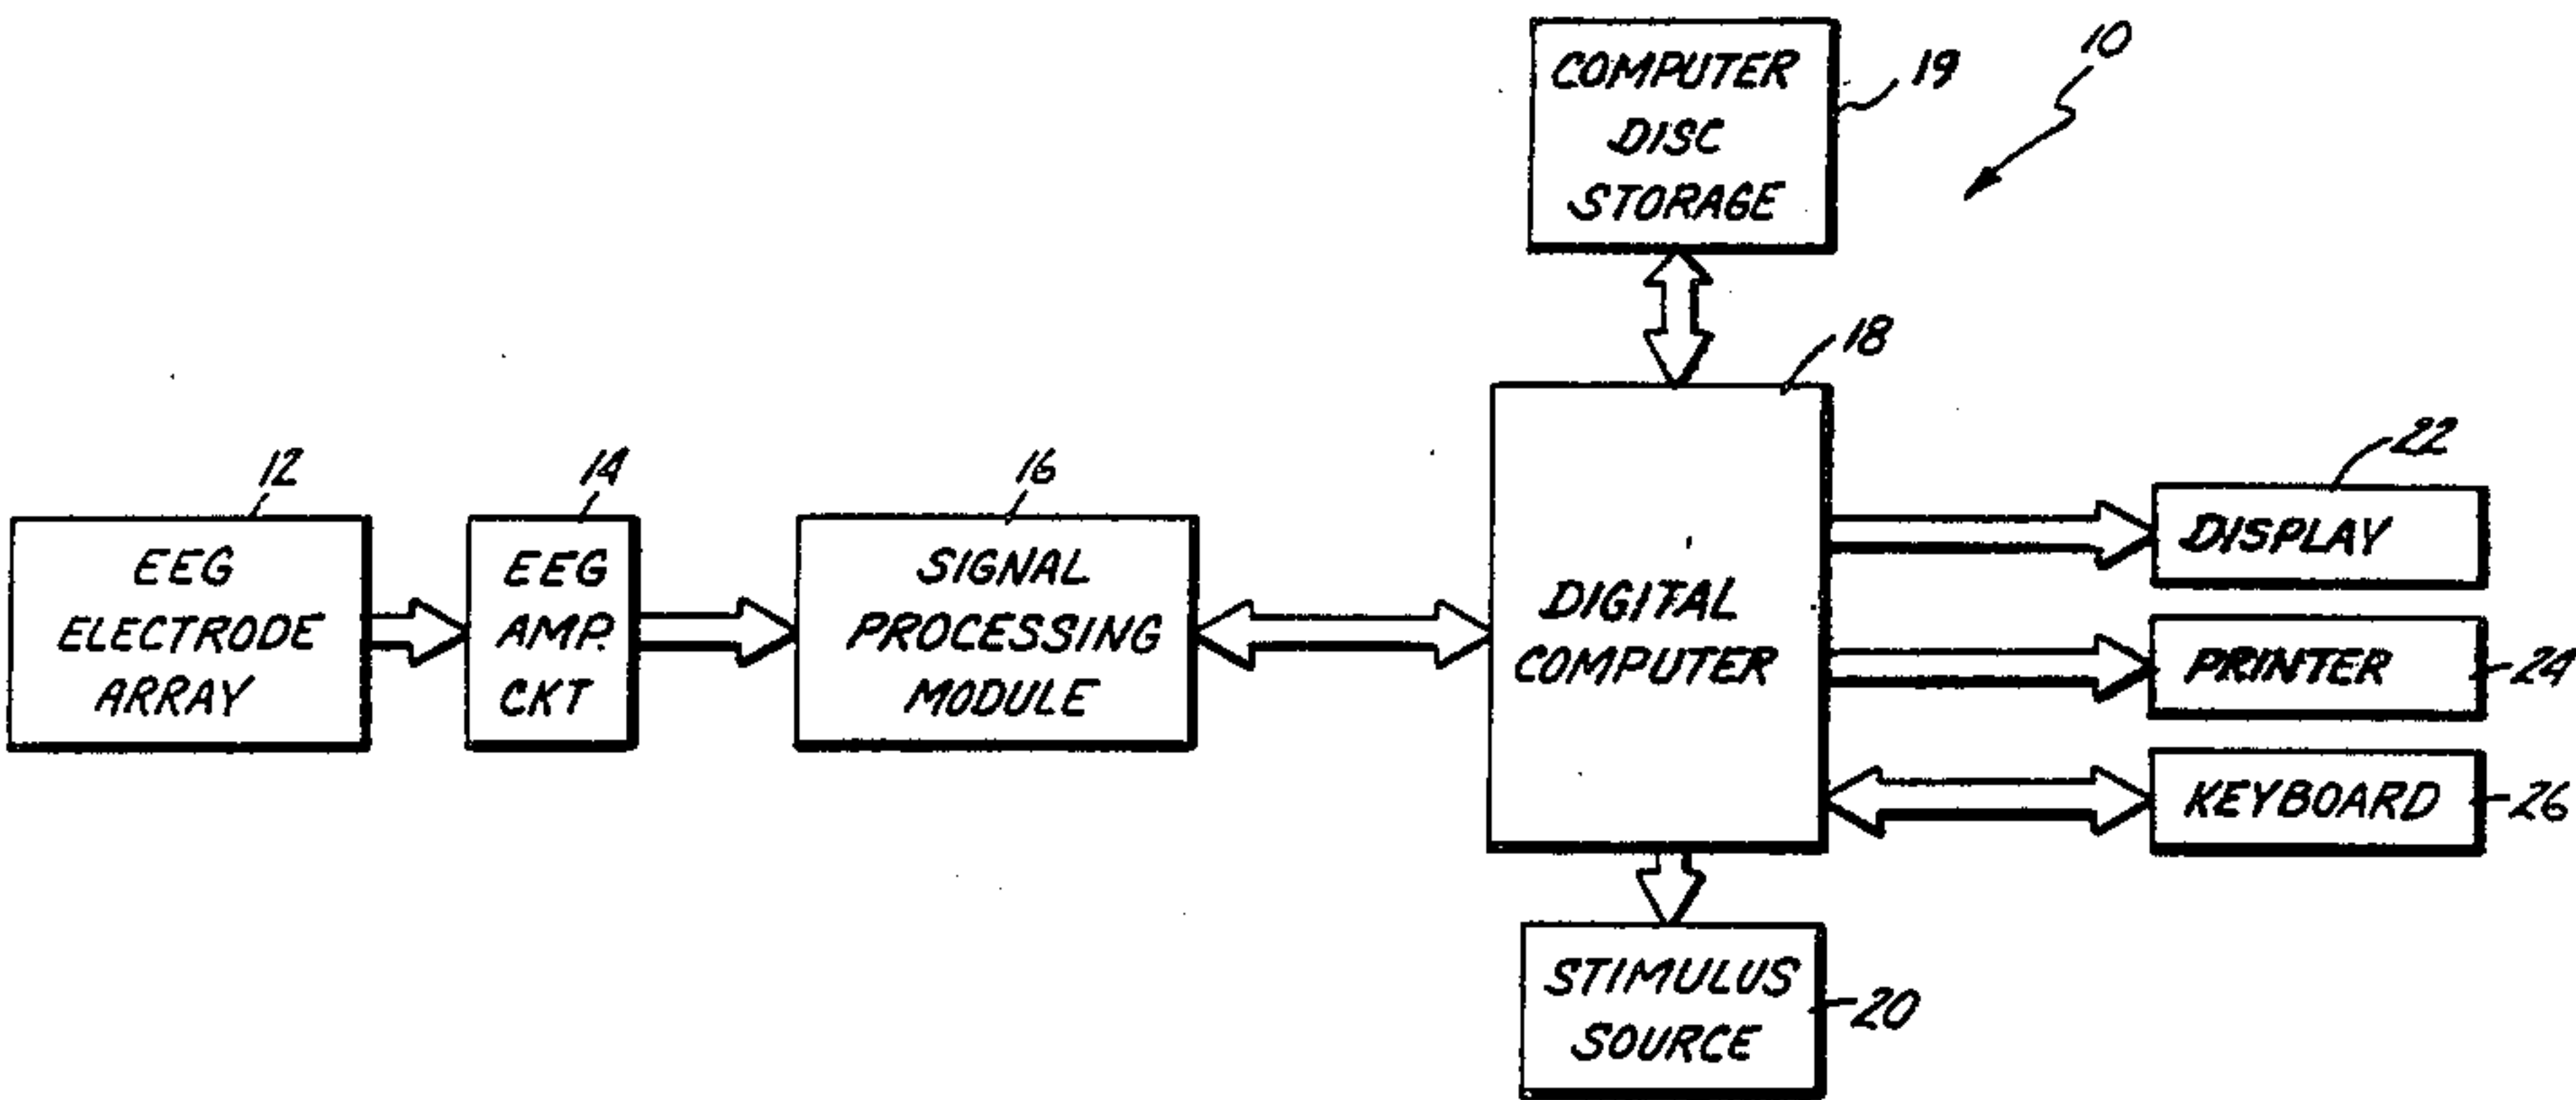 COMPUTER
DISC
STORAGE
19
10
18
DIGITAL
COMPUTER
12
EEG
ELECTRODE
ARRAY
14
EEG
AMP.
CKT
16
SIGNAL
PROCESSING
MODULE
22
DISPLAY
PRINTER
24
KEYBOARD
26
STIMULUS
SOURCE
20